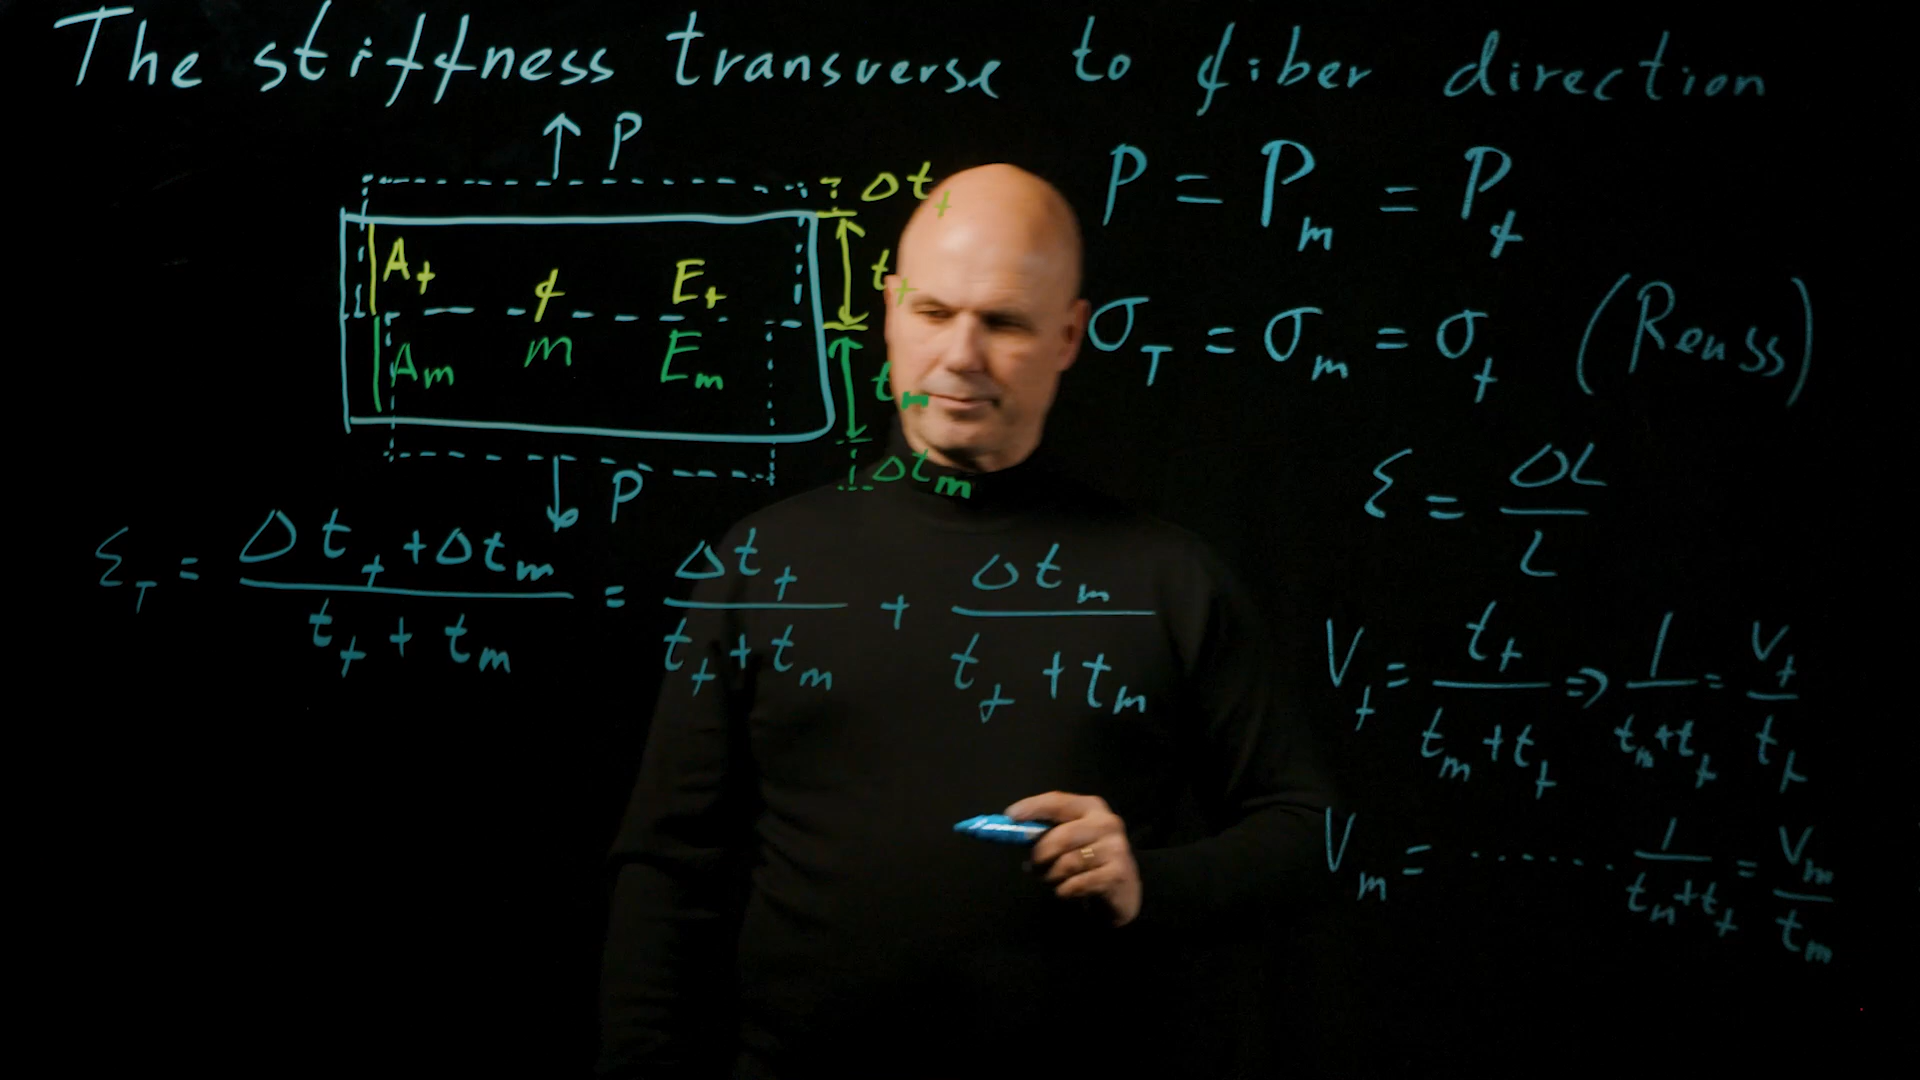 The stiffness transverse to fiber direction
P
Δt_f
A_f f E_f t_f
A_m m E_m t_m
Δt_m
P
P = P_m = P_f
σ_T = σ_m = σ_f (Reuss)
ε = ΔL / L
ε_T = (Δt_f + Δt_m) / (t_f + t_m) = Δt_f / (t_f + t_m) + Δt_m / (t_f + t_m)
V_f = t_f / (t_m + t_f) ⇒ 1 / (t_m + t_f) = V_f / t_f
V_m = ....... 1 / (t_m + t_f) = V_m / t_m